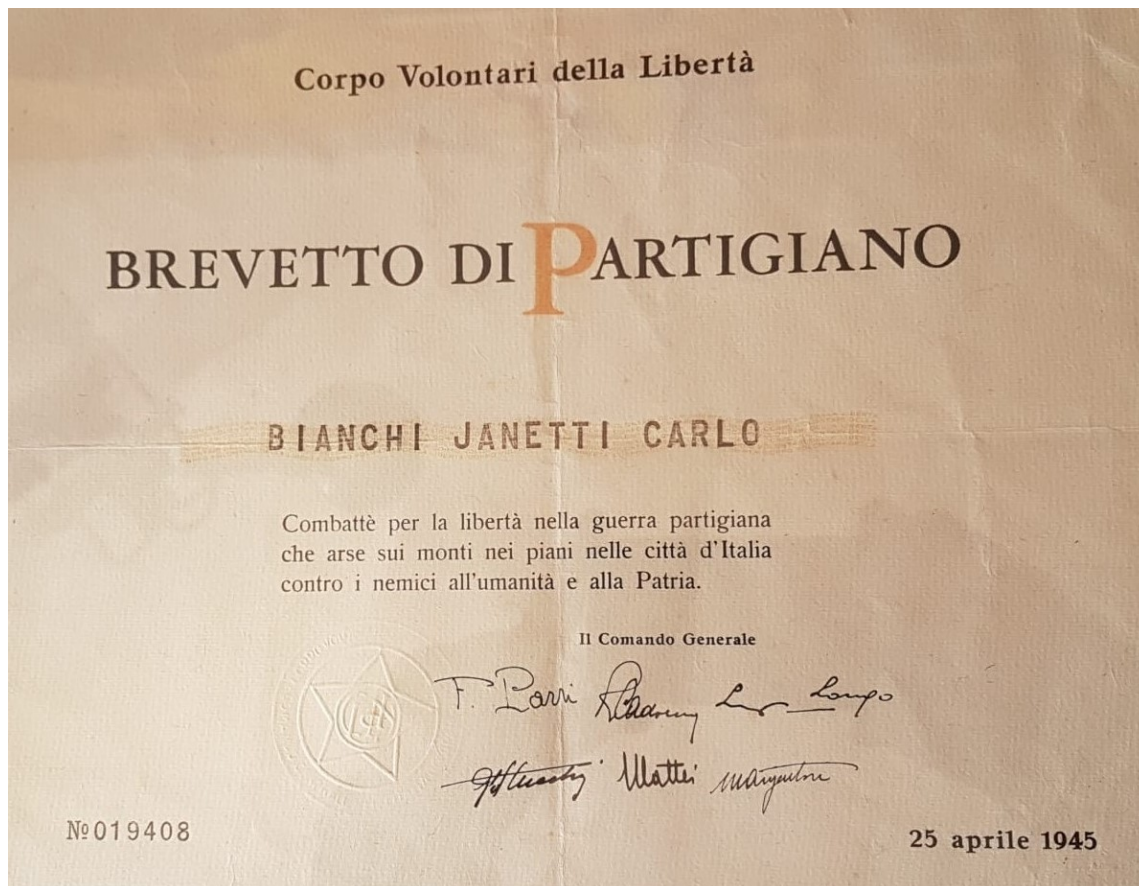 Corpo Volontari della Libertà
BREVETTO DI PARTIGIANO
BIANCHI JANETTI CARLO
Combattè per la libertà nella guerra partigiana
che arse sui monti nei piani nelle città d'Italia
contro i nemici all'umanità e alla Patria.
Il Comando Generale
F. Parri Longo
Mattei
Nº019408
25 aprile 1945